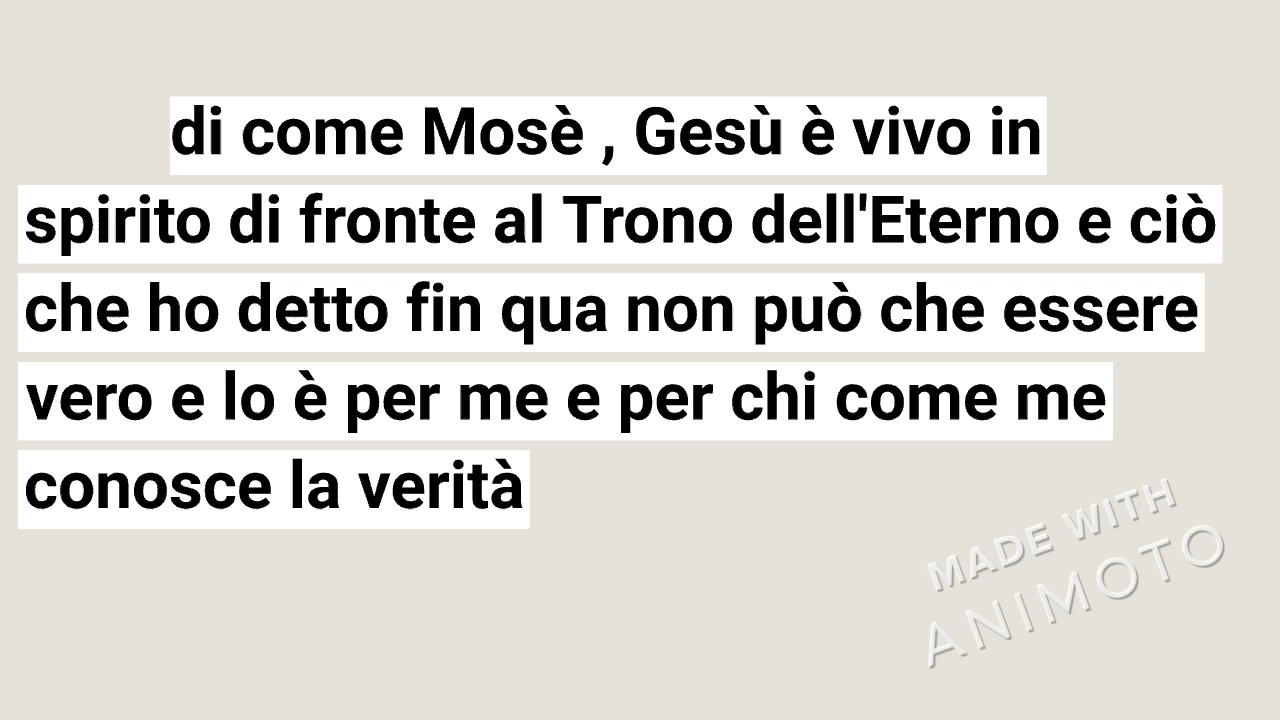 di come Mosè , Gesù è vivo in
spirito di fronte al Trono dell'Eterno e ciò
che ho detto fin qua non può che essere
vero e lo è per me e per chi come me
conosce la verità
MADE WITH
ANIMOTO